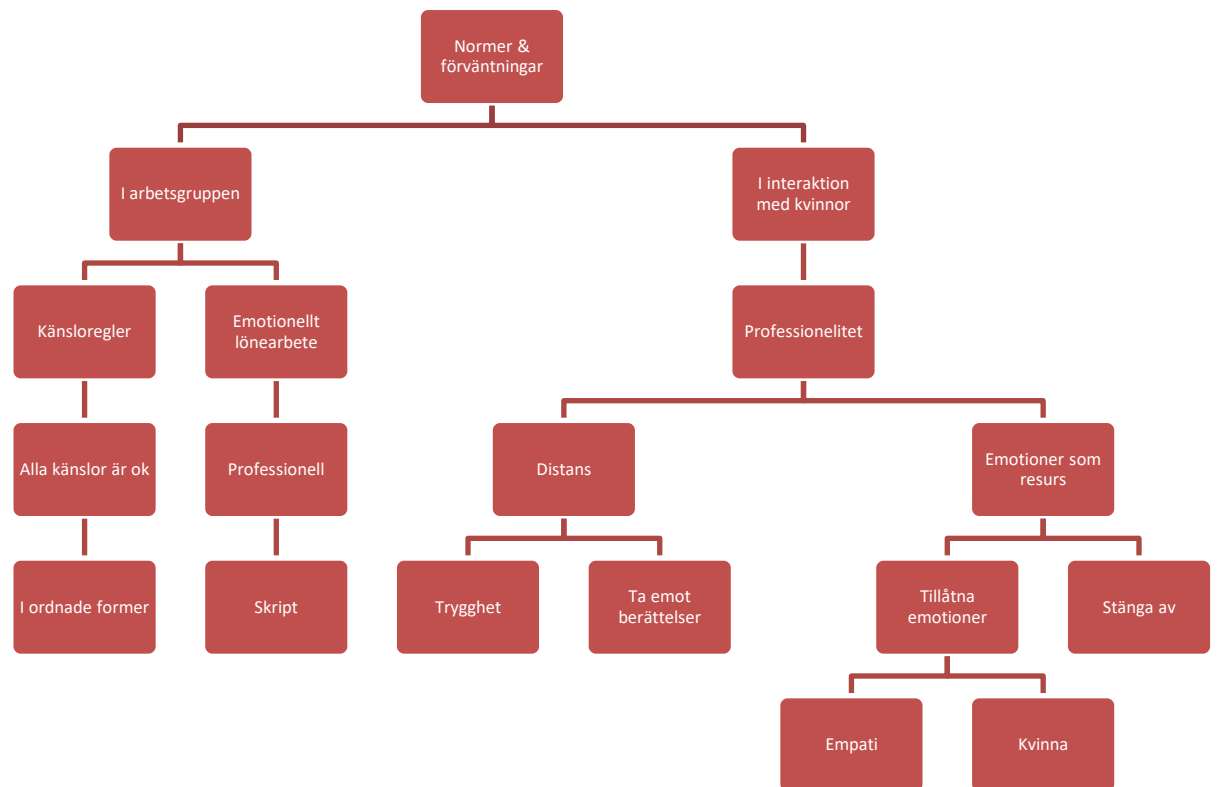 Normer &
förväntningar
I arbetsgruppen
I interaktion
med kvinnor
Känsloregler
Emotionellt
lönearbete
Professionelitet
Alla känslor är ok
Professionell
Distans
Emotioner som
resurs
I ordnade former
Skript
Trygghet
Ta emot
berättelser
Tillåtna
emotioner
Stänga av
Empati
Kvinna